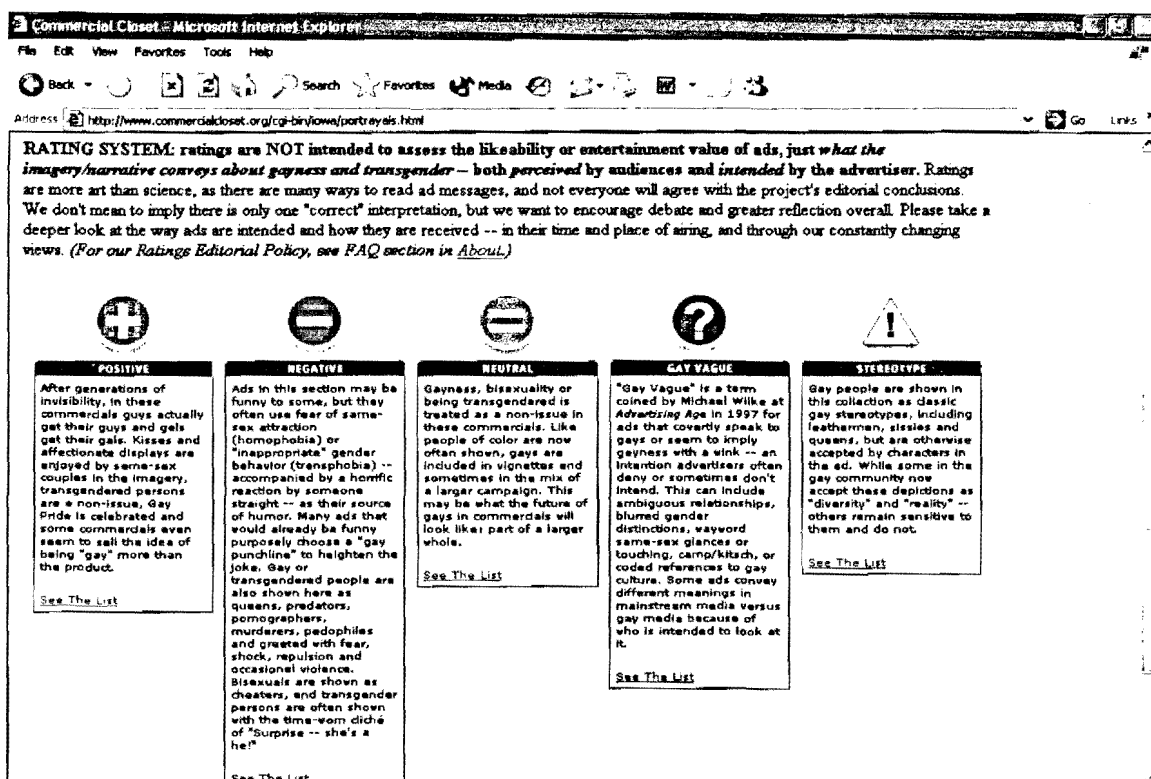 Commercial Closet - Microsoft Internet Explorer
File Edit View Favorites Tools Help
Back Search Favorites Media
Address http://www.commercialcloset.org/cgi-bin/iowa/portrayals.html Go Links
RATING SYSTEM: ratings are NOT intended to assess the likeability or entertainment value of ads, just what the
imagery/narrative conveys about gayness and transgender -- both perceived by audiences and intended by the advertiser. Ratings
are more art than science, as there are many ways to read ad messages, and not everyone will agree with the project's editorial conclusions.
We don't mean to imply there is only one "correct" interpretation, but we want to encourage debate and greater reflection overall. Please take a
deeper look at the way ads are intended and how they are received -- in their time and place of airing, and through our constantly changing
views. (For our Ratings Editorial Policy, see FAQ section in About.)
POSITIVE
After generations of
invisibility, in these
commercials guys actually
get their guys and gals
get their gals. Kisses and
affectionate displays are
enjoyed by same-sex
couples in the imagery,
transgendered persons
are a non-issue, Gay
Pride is celebrated and
some commercials even
seem to sell the idea of
being "gay" more than
the product.
See The List
NEGATIVE
Ads in this section may be
funny to some, but they
often use fear of same-
sex attraction
(homophobia) or
"inappropriate" gender
behavior (transphobia) --
accompanied by a horrific
reaction by someone
straight -- as their source
of humor. Many ads that
would already be funny
purposely choose a "gay
punchline" to heighten the
joke. Gay or
transgendered people are
also shown here as
queens, predators,
pornographers,
murderers, pedophiles
and greeted with fear,
shock, repulsion and
occasional violence.
Bisexuals are shown as
cheaters, and transgender
persons are often shown
with the time-worn cliché
of "Surprise -- she's a
he!"
See The List
NEUTRAL
Gayness, bisexuality or
being transgendered is
treated as a non-issue in
these commercials. Like
people of color are now
often shown, gays are
included in vignettes and
sometimes in the mix of
a larger campaign. This
may be what the future of
gays in commercials will
look like: part of a larger
whole.
See The List
GAY VAGUE
"Gay Vague" is a term
coined by Michael Wilke at
Advertising Age in 1997 for
ads that covertly speak to
gays or seem to imply
gayness with a wink -- an
intention advertisers often
deny or sometimes don't
intend. This can include
ambiguous relationships,
blurred gender
distinctions, wayword
same-sex glances or
touching, camp/kitsch, or
coded references to gay
culture. Some ads convey
different meanings in
mainstream media versus
gay media because of
who is intended to look at
it.
See The List
STEREOTYPE
Gay people are shown in
this collection as classic
gay stereotypes, including
leathermen, sissies and
queens, but are otherwise
accepted by characters in
the ad. While some in the
gay community now
accept these depictions as
"diversity" and "reality" --
others remain sensitive to
them and do not.
See The List